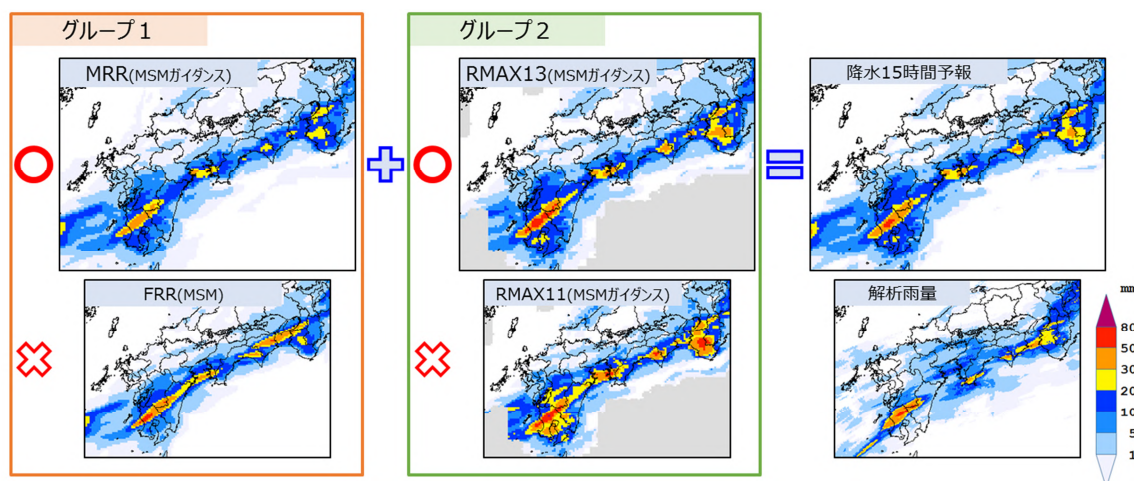 グループ１
グループ２
MRR(MSMガイダンス)
RMAX13(MSMガイダンス)
降水15時間予報
FRR(MSM)
RMAX11(MSMガイダンス)
解析雨量
mm
80
50
30
20
10
5
1